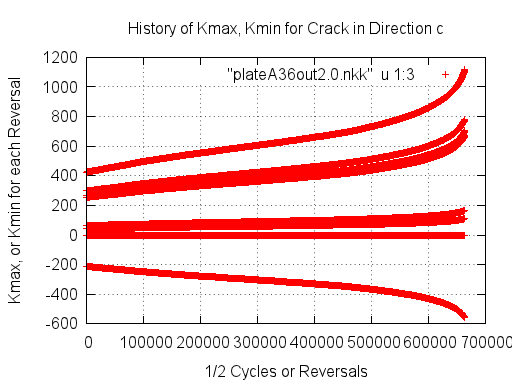 History of Kmax, Kmin for Crack in Direction c
"plateA36out2.0.nkk" u 1:3
Kmax, or Kmin for each Reversal
1200
1000
800
600
400
200
0
-200
-400
-600
0 100000 200000 300000 400000 500000 600000 700000
1/2 Cycles or Reversals